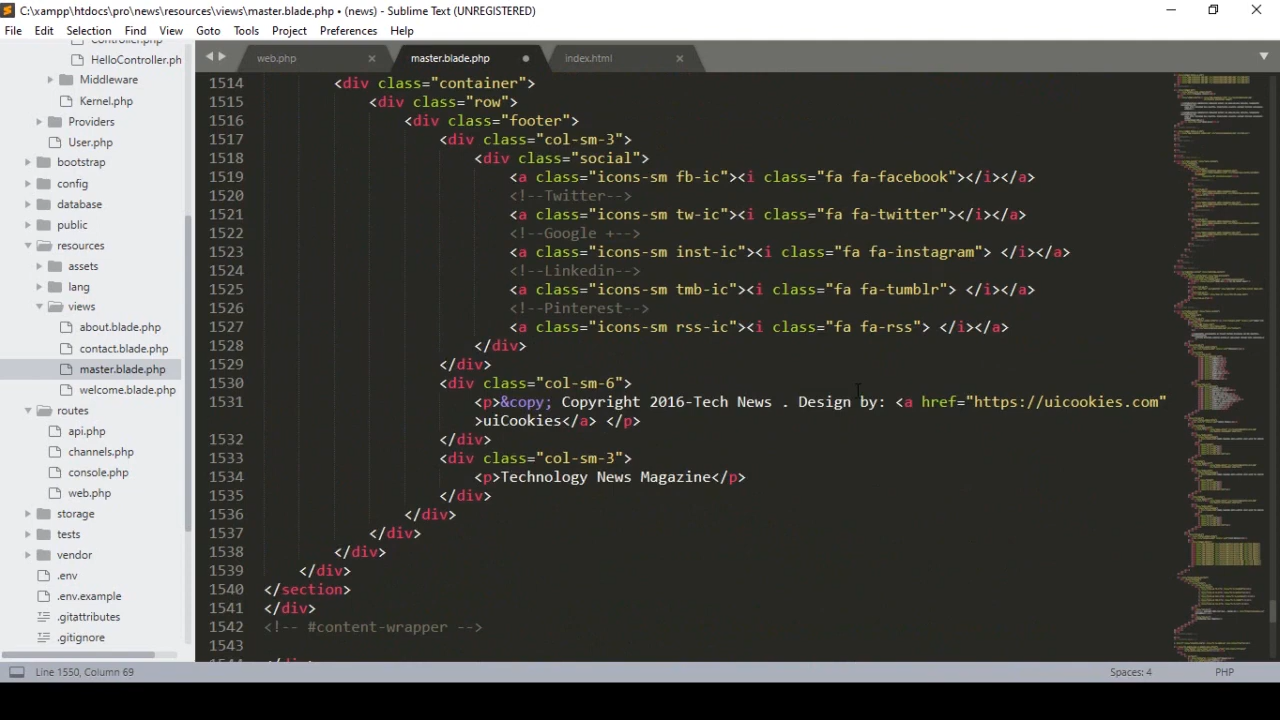 C:\xampp\htdocs\pro\news\resources\views\master.blade.php • (news) - Sublime Text (UNREGISTERED)
File Edit Selection Find View Goto Tools Project Preferences Help
Controller.php
HelloController.ph
Middleware
Kernel.php
Providers
User.php
bootstrap
config
database
public
resources
assets
lang
views
about.blade.php
contact.blade.php
master.blade.php
welcome.blade.php
routes
api.php
channels.php
console.php
web.php
storage
tests
vendor
.env
.env.example
.gitattributes
.gitignore
web.php master.blade.php index.html
1514 <div class="container">
1515 <div class="row">
1516 <div class="footer">
1517 <div class="col-sm-3">
1518 <div class="social">
1519 <a class="icons-sm fb-ic"><i class="fa fa-facebook"></i></a>
1520 <!--Twitter-->
1521 <a class="icons-sm tw-ic"><i class="fa fa-twitter"></i></a>
1522 <!--Google +-->
1523 <a class="icons-sm inst-ic"><i class="fa fa-instagram"> </i></a>
1524 <!--Linkedin-->
1525 <a class="icons-sm tmb-ic"><i class="fa fa-tumblr"> </i></a>
1526 <!--Pinterest-->
1527 <a class="icons-sm rss-ic"><i class="fa fa-rss"> </i></a>
1528 </div>
1529 </div>
1530 <div class="col-sm-6">
1531 <p>&copy; Copyright 2016-Tech News . Design by: <a href="https://uicookies.com"
>uiCookies</a> </p>
1532 </div>
1533 <div class="col-sm-3">
1534 <p>Technology News Magazine</p>
1535 </div>
1536 </div>
1537 </div>
1538 </div>
1539 </div>
1540 </section>
1541 </div>
1542 <!-- #content-wrapper -->
1543
Line 1550, Column 69 Spaces: 4 PHP